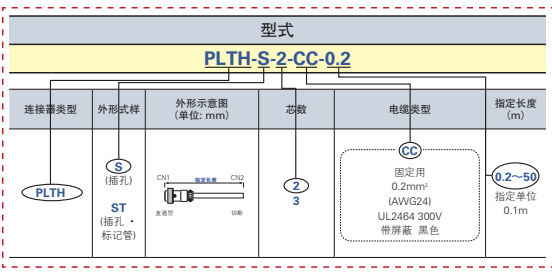 型式
PLTH-S-2-CC-0.2
连接器类型
外形式样
外形示意图
(单位: mm)
芯数
电缆类型
指定长度
(m)
PLTH
S
(插孔)
ST
(插孔 ·
标记管)
CN1
指定长度
CN2
直通型
切断
2
3
CC
固定用
0.2mm²
(AWG24)
UL2464 300V
带屏蔽 黑色
0.2～50
指定单位
0.1m